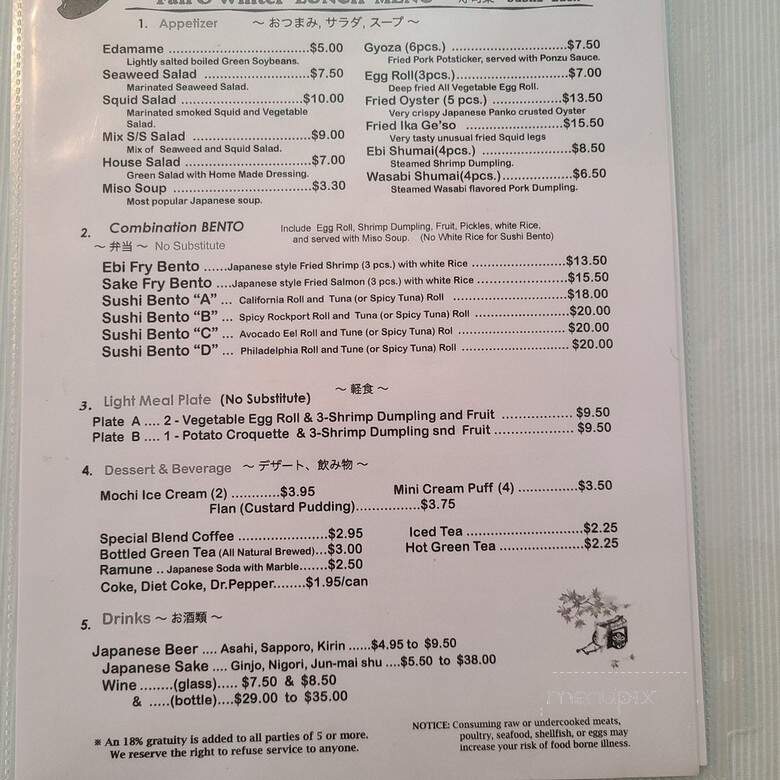 Fall & Winter LUNCH MENU 寿司楽 Sushi Luck
1. Appetizer ～ おつまみ, サラダ, スープ ～
Edamame ........................$5.00
Lightly salted boiled Green Soybeans.
Seaweed Salad ....................$7.50
Marinated Seaweed Salad.
Squid Salad ........................$10.00
Marinated smoked Squid and Vegetable
Salad.
Mix S/S Salad ......................$9.00
Mix of Seaweed and Squid Salad.
House Salad .......................$7.00
Green Salad with Home Made Dressing.
Miso Soup ............................$3.30
Most popular Japanese soup.
Gyoza (6pcs.) ......................$7.50
Fried Pork Potsticker, served with Ponzu Sauce.
Egg Roll(3pcs.)......................$7.00
Deep fried All Vegetable Egg Roll.
Fried Oyster (5 pcs.) ..............$13.50
Very crispy Japanese Panko crusted Oyster
Fried Ika Ge'so ..................$15.50
Very tasty unusual fried Squid legs
Ebi Shumai(4pcs.) ................$8.50
Steamed Shrimp Dumpling.
Wasabi Shumai(4pcs.)............$6.50
Steamed Wasabi flavored Pork Dumpling.
2. Combination BENTO Include Egg Roll, Shrimp Dumpling, Fruit, Pickles, white Rice,
and served with Miso Soup. (No White Rice for Sushi Bento)
～ 弁当 ～ No Substitute
Ebi Fry Bento ......Japanese style Fried Shrimp (3 pcs.) with white Rice ........................$13.50
Sake Fry Bento ....Japanese style Fried Salmon (3 pcs.) with white Rice .......................$15.50
Sushi Bento "A" ... California Roll and Tuna (or Spicy Tuna) Roll ............................$18.00
Sushi Bento "B" ... Spicy Rockport Roll and Tuna (or Spicy Tuna) Roll ......................$20.00
Sushi Bento "C" ... Avocado Eel Roll and Tune (or Spicy Tuna) Rol ..........................$20.00
Sushi Bento "D" ... Philadelphia Roll and Tune (or Spicy Tuna) Roll ......................... $20.00
～ 軽食 ～
3. Light Meal Plate (No Substitute)
Plate A .... 2 - Vegetable Egg Roll & 3-Shrimp Dumpling and Fruit .................. $9.50
Plate B .... 1 - Potato Croquette & 3-Shrimp Dumpling snd Fruit ....................$9.50
4. Dessert & Beverage ～ デザート、飲み物 ～
Mochi Ice Cream (2) ............$3.95 Mini Cream Puff (4) ...............$3.50
Flan (Custard Pudding)................$3.75
Special Blend Coffee ......................$2.95 Iced Tea ............................$2.25
Bottled Green Tea (All Natural Brewed)...$3.00 Hot Green Tea .....................$2.25
Ramune .. Japanese Soda with Marble.......$2.50
Coke, Diet Coke, Dr.Pepper........$1.95/can
5. Drinks ～ お酒類 ～
Japanese Beer .... Asahi, Sapporo, Kirin ......$4.95 to $9.50
Japanese Sake .... Ginjo, Nigori, Jun-mai shu ....$5.50 to $38.00
Wine ........(glass)..... $7.50 & $8.50
& .....(bottle)....$29.00 to $35.00
menupix
※ An 18% gratuity is added to all parties of 5 or more.
We reserve the right to refuse service to anyone.
NOTICE: Consuming raw or undercooked meats,
poultry, seafood, shellfish, or eggs may
increase your risk of food borne illness.